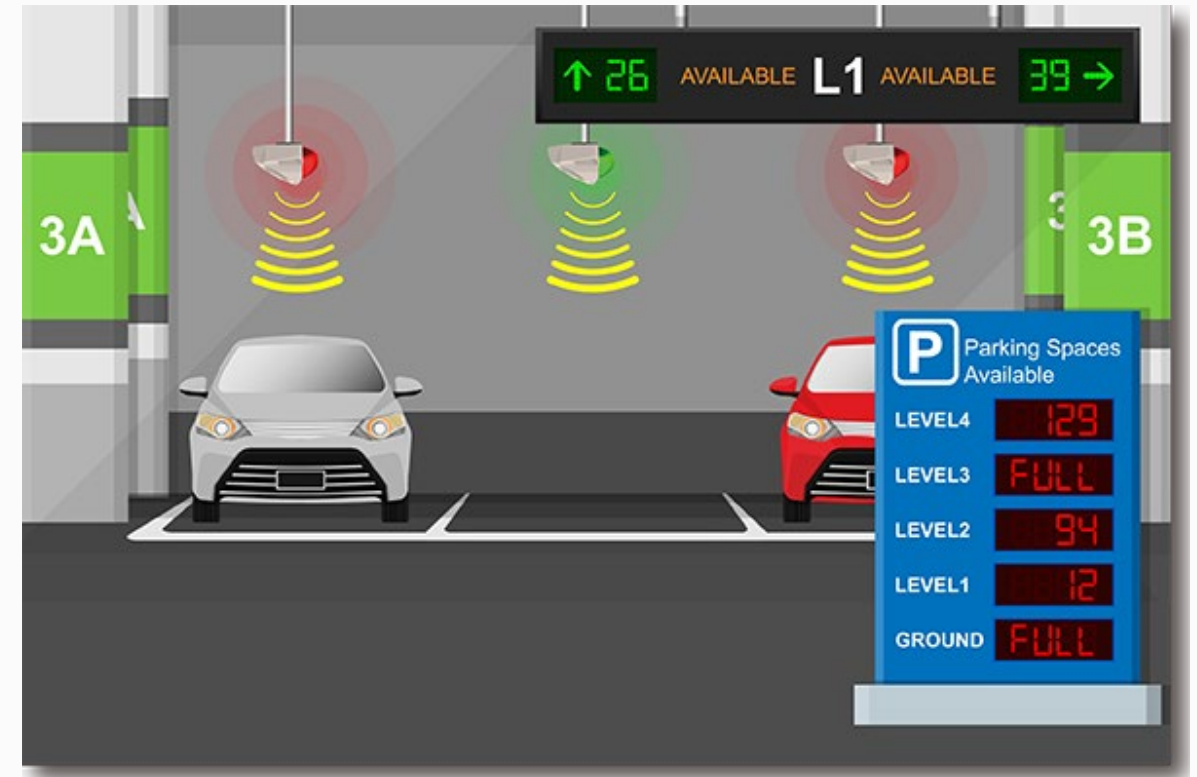 ↑ 26 AVAILABLE L1 AVAILABLE 39 →
3A
A
3
3B
P Parking Spaces
Available
LEVEL4 129
LEVEL3 FULL
LEVEL2 94
LEVEL1 12
GROUND FULL